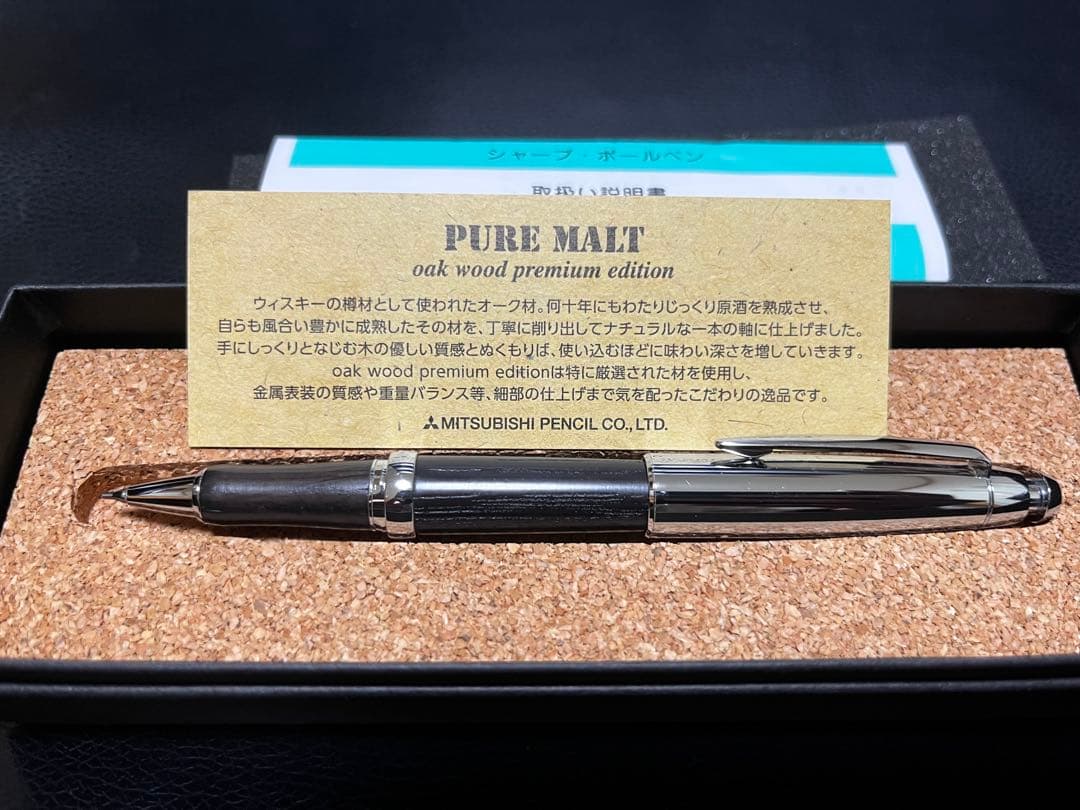 シャープ・ボールペン
取扱い説明書
PURE MALT
oak wood premium edition
ウィスキーの樽材として使われたオーク材。何十年にもわたりじっくり原酒を熟成させ、
自らも風合い豊かに成熟したその材を、丁寧に削り出してナチュラルな一本の軸に仕上げました。
手にしっくりとなじむ木の優しい質感とぬくもりは、使い込むほどに味わい深さを増していきます。
oak wood premium editionは特に厳選された材を使用し、
金属表装の質感や重量バランス等、細部の仕上げまで気を配ったこだわりの逸品です。
MITSUBISHI PENCIL CO., LTD.